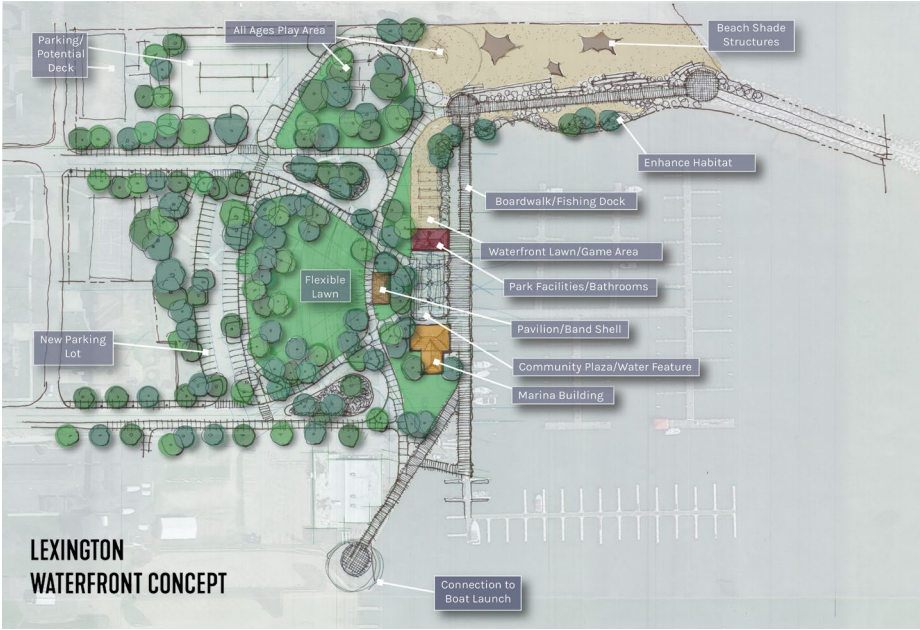 All Ages Play Area
Beach Shade
Structures
Parking/
Potential
Deck
Enhance Habitat
Boardwalk/Fishing Dock
Waterfront Lawn/Game Area
Flexible
Lawn
Park Facilities/Bathrooms
Pavilion/Band Shell
New Parking
Lot
Community Plaza/Water Feature
Marina Building
LEXINGTON
WATERFRONT CONCEPT
Connection to
Boat Launch